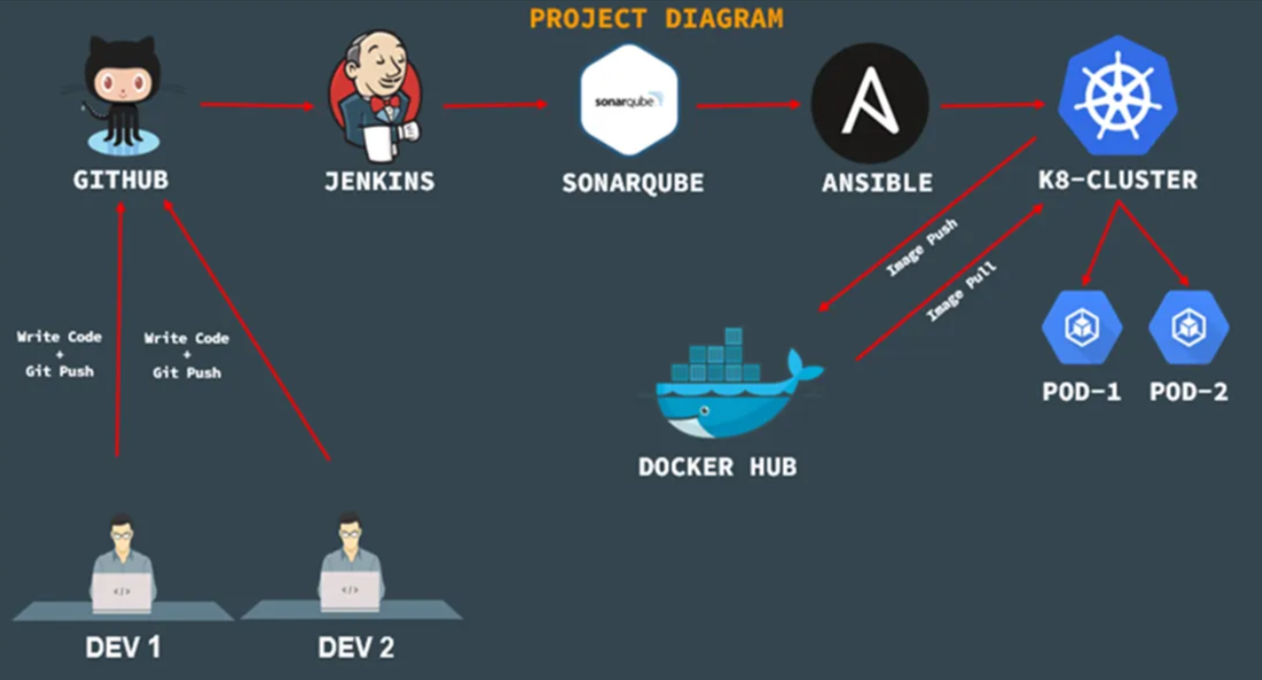 PROJECT DIAGRAM
sonarqube
GITHUB
JENKINS
SONARQUBE
ANSIBLE
K8-CLUSTER
Image Push
Image Pull
Write Code
+
Git Push
Write Code
+
Git Push
POD-1
POD-2
DOCKER HUB
</>
</>
DEV 1
DEV 2